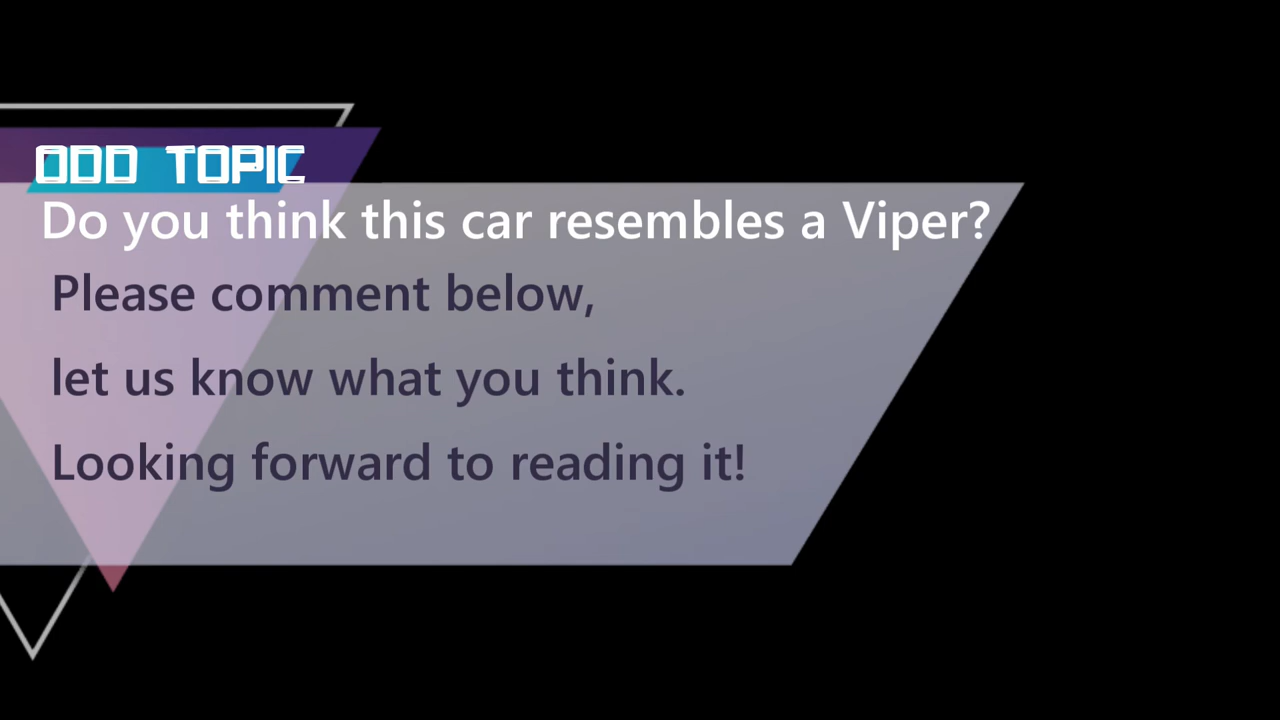 ODD TOPIC
Do you think this car resembles a Viper?
Please comment below,
let us know what you think.
Looking forward to reading it!